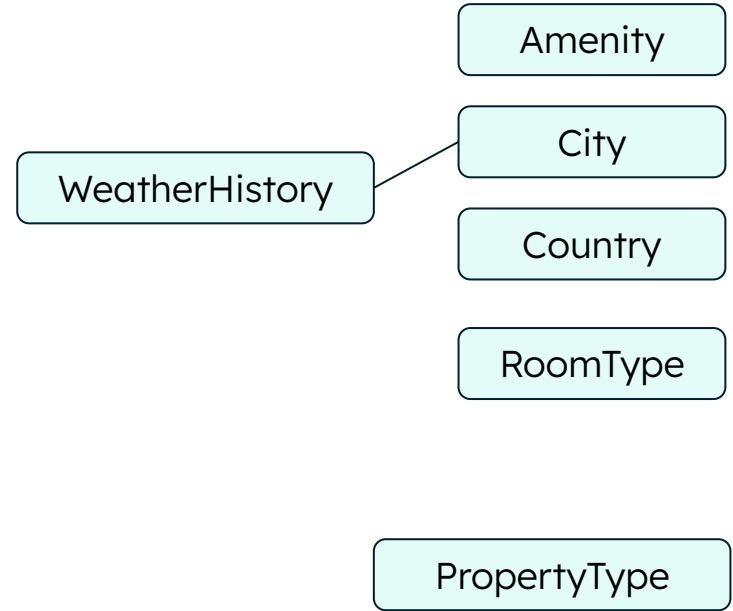 Amenity
City
WeatherHistory
Country
RoomType
PropertyType